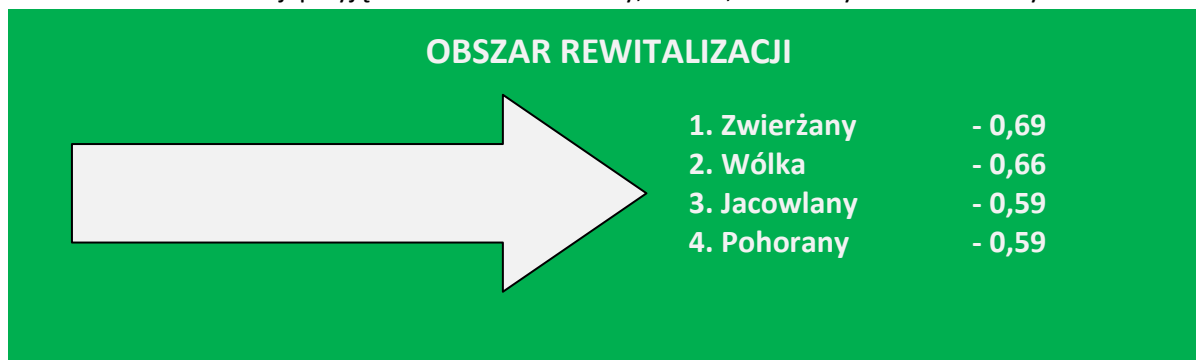 OBSZAR REWITALIZACJI
1. Zwierżany - 0,69
2. Wólka - 0,66
3. Jacowlany - 0,59
4. Pohorany - 0,59